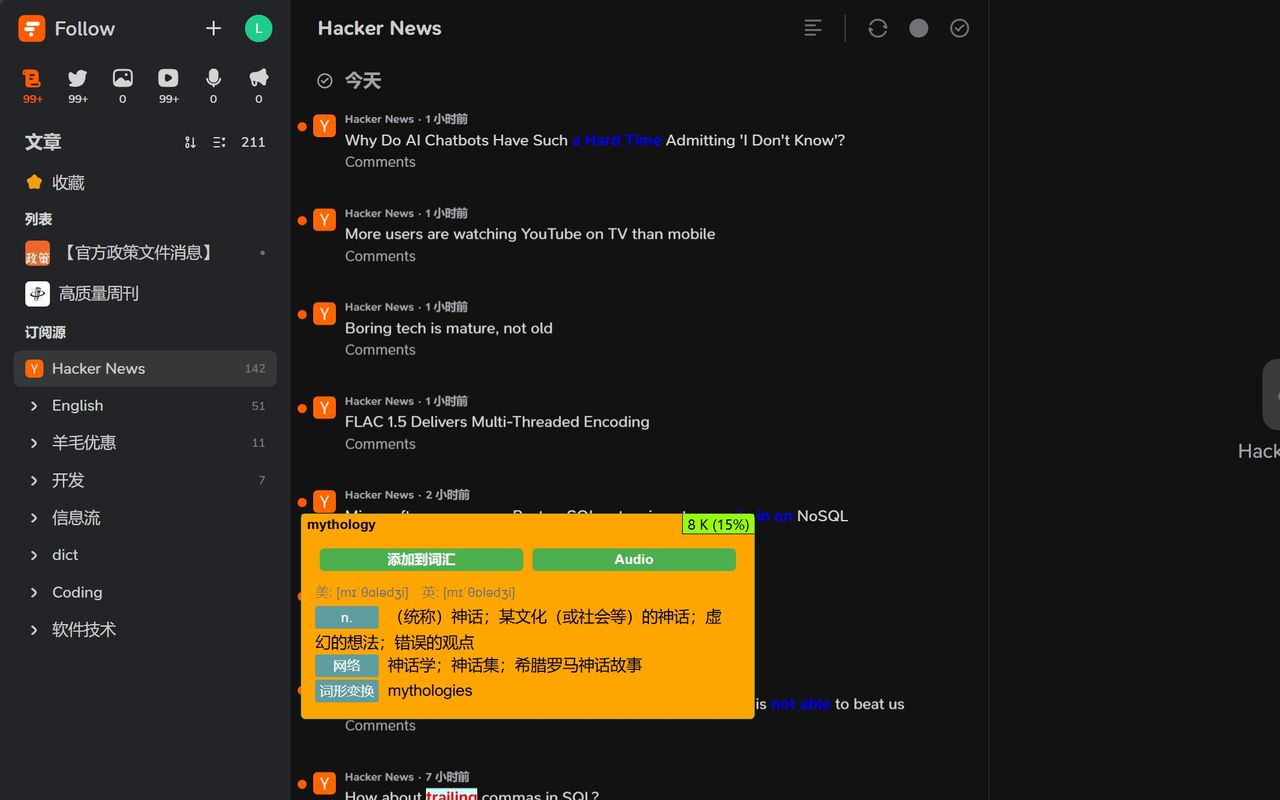 Follow
L
99+
99+
0
99+
0
0
文章
211
收藏
列表
政策
【官方政策文件消息】
高质量周刊
订阅源
Y
Hacker News
142
English
51
羊毛优惠
11
开发
7
信息流
dict
Coding
软件技术
Hacker News
今天
Y
Hacker News · 1 小时前
Why Do AI Chatbots Have Such a Hard Time Admitting 'I Don't Know'?
Comments
Y
Hacker News · 1 小时前
More users are watching YouTube on TV than mobile
Comments
Y
Hacker News · 1 小时前
Boring tech is mature, not old
Comments
Y
Hacker News · 1 小时前
FLAC 1.5 Delivers Multi-Threaded Encoding
Comments
Y
Hacker News · 2 小时前
in on NoSQL
mythology
8 K (15%)
添加到词汇
Audio
美: [mɪˈθɑlədʒi] 英: [mɪˈθɒlədʒi]
n. （统称）神话；某文化（或社会等）的神话；虚
幻的想法；错误的观点
网络 神话学；神话集；希腊罗马神话故事
词形变换 mythologies
is not able to beat us
Comments
Y
Hacker News · 7 小时前
How about trailing commas in SQL?
Hack